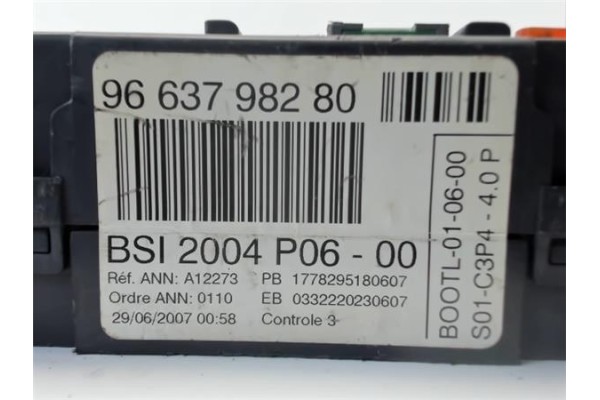 96 637 982 80
BSI 2004 P06 - 00
Réf. ANN: A12273 PB 1778295180607
Ordre ANN: 0110 EB 0332220230607
29/06/2007 00:58 Controle 3
BOOTL-01-06-00
S01-C3P4 - 4.0 P